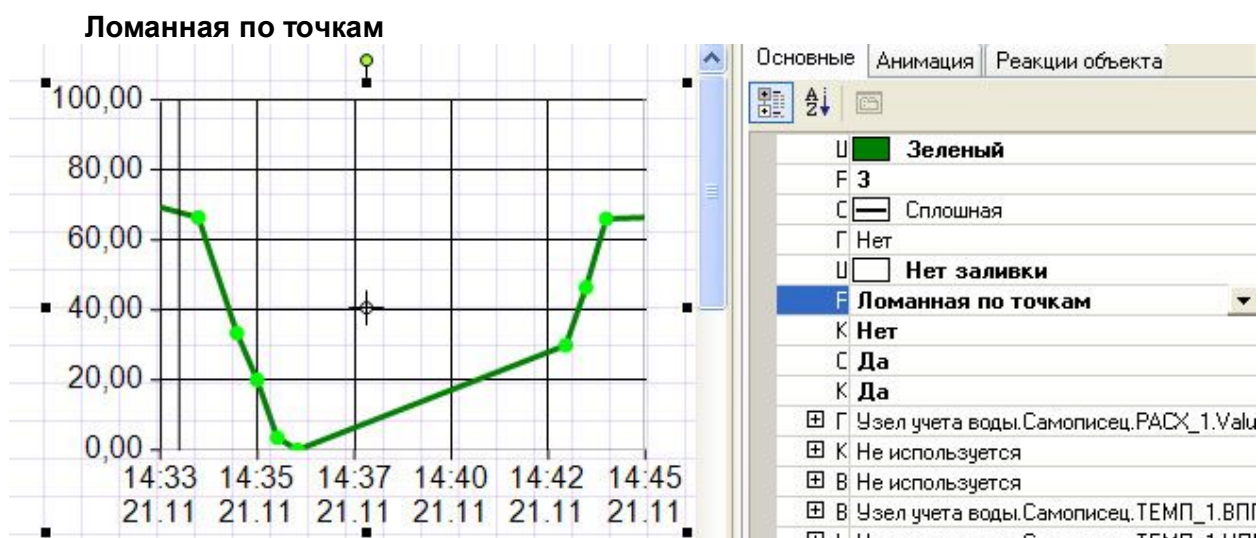 Ломанная по точкам
100,00
80,00
60,00
40,00
20,00
0,00
14:33 14:35 14:37 14:40 14:42 14:45
21.11 21.11 21.11 21.11 21.11 21.11
Основные Анимация Реакции объекта
Зеленый
3
Сплошная
Нет
Нет заливки
Ломанная по точкам
Нет
Да
Да
Узел учета воды.Самописец.РАСХ_1.Valu
Не используется
Не используется
Узел учета воды.Самописец.ТЕМП_1.ВПГ